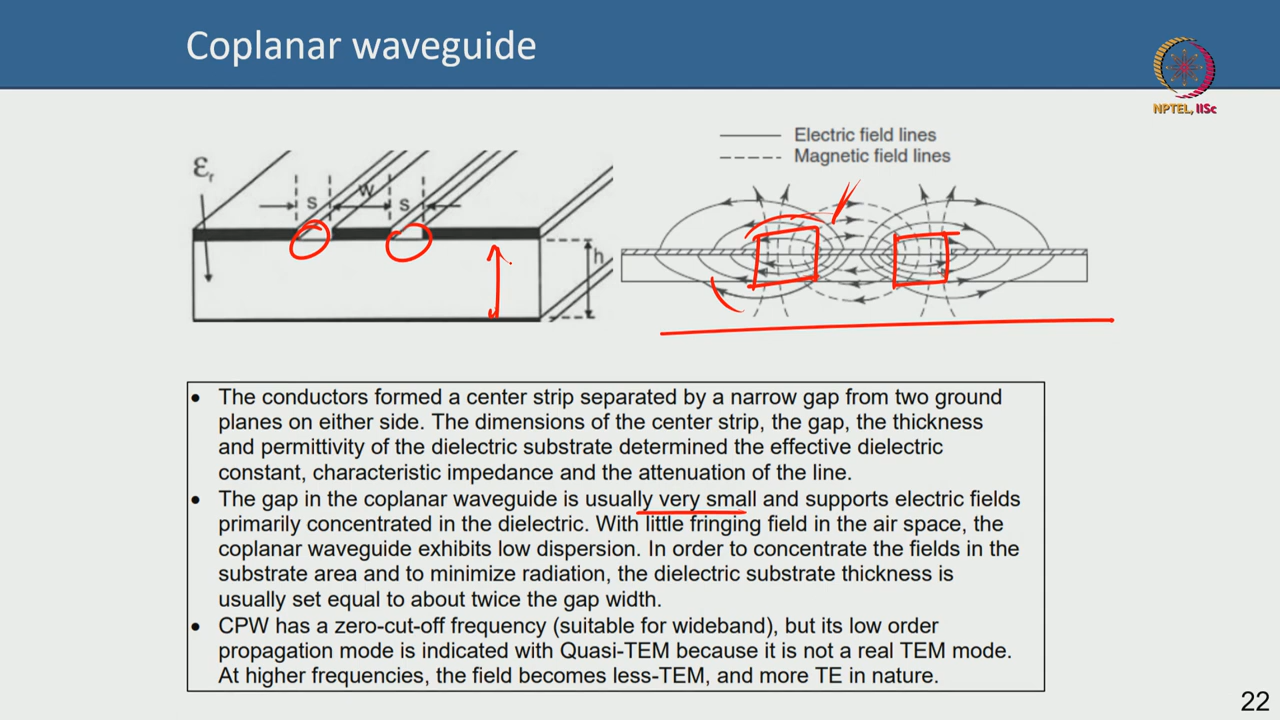 Coplanar waveguide
NPTEL, IISc
εr
s
w
s
h
Electric field lines
Magnetic field lines
• The conductors formed a center strip separated by a narrow gap from two ground
planes on either side. The dimensions of the center strip, the gap, the thickness
and permittivity of the dielectric substrate determined the effective dielectric
constant, characteristic impedance and the attenuation of the line.
• The gap in the coplanar waveguide is usually very small and supports electric fields
primarily concentrated in the dielectric. With little fringing field in the air space, the
coplanar waveguide exhibits low dispersion. In order to concentrate the fields in the
substrate area and to minimize radiation, the dielectric substrate thickness is
usually set equal to about twice the gap width.
• CPW has a zero-cut-off frequency (suitable for wideband), but its low order
propagation mode is indicated with Quasi-TEM because it is not a real TEM mode.
At higher frequencies, the field becomes less-TEM, and more TE in nature.
22